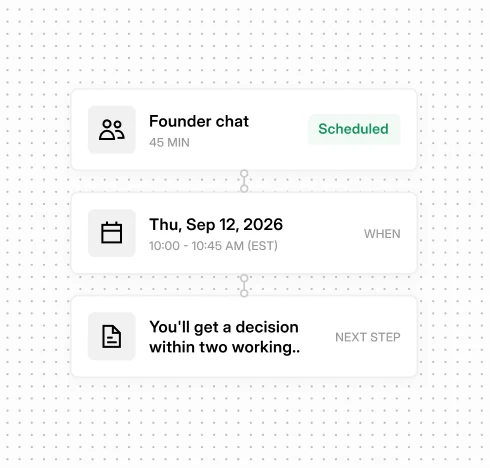 Founder chat
45 MIN
Scheduled
Thu, Sep 12, 2026
10:00 - 10:45 AM (EST)
WHEN
You'll get a decision
within two working..
NEXT STEP